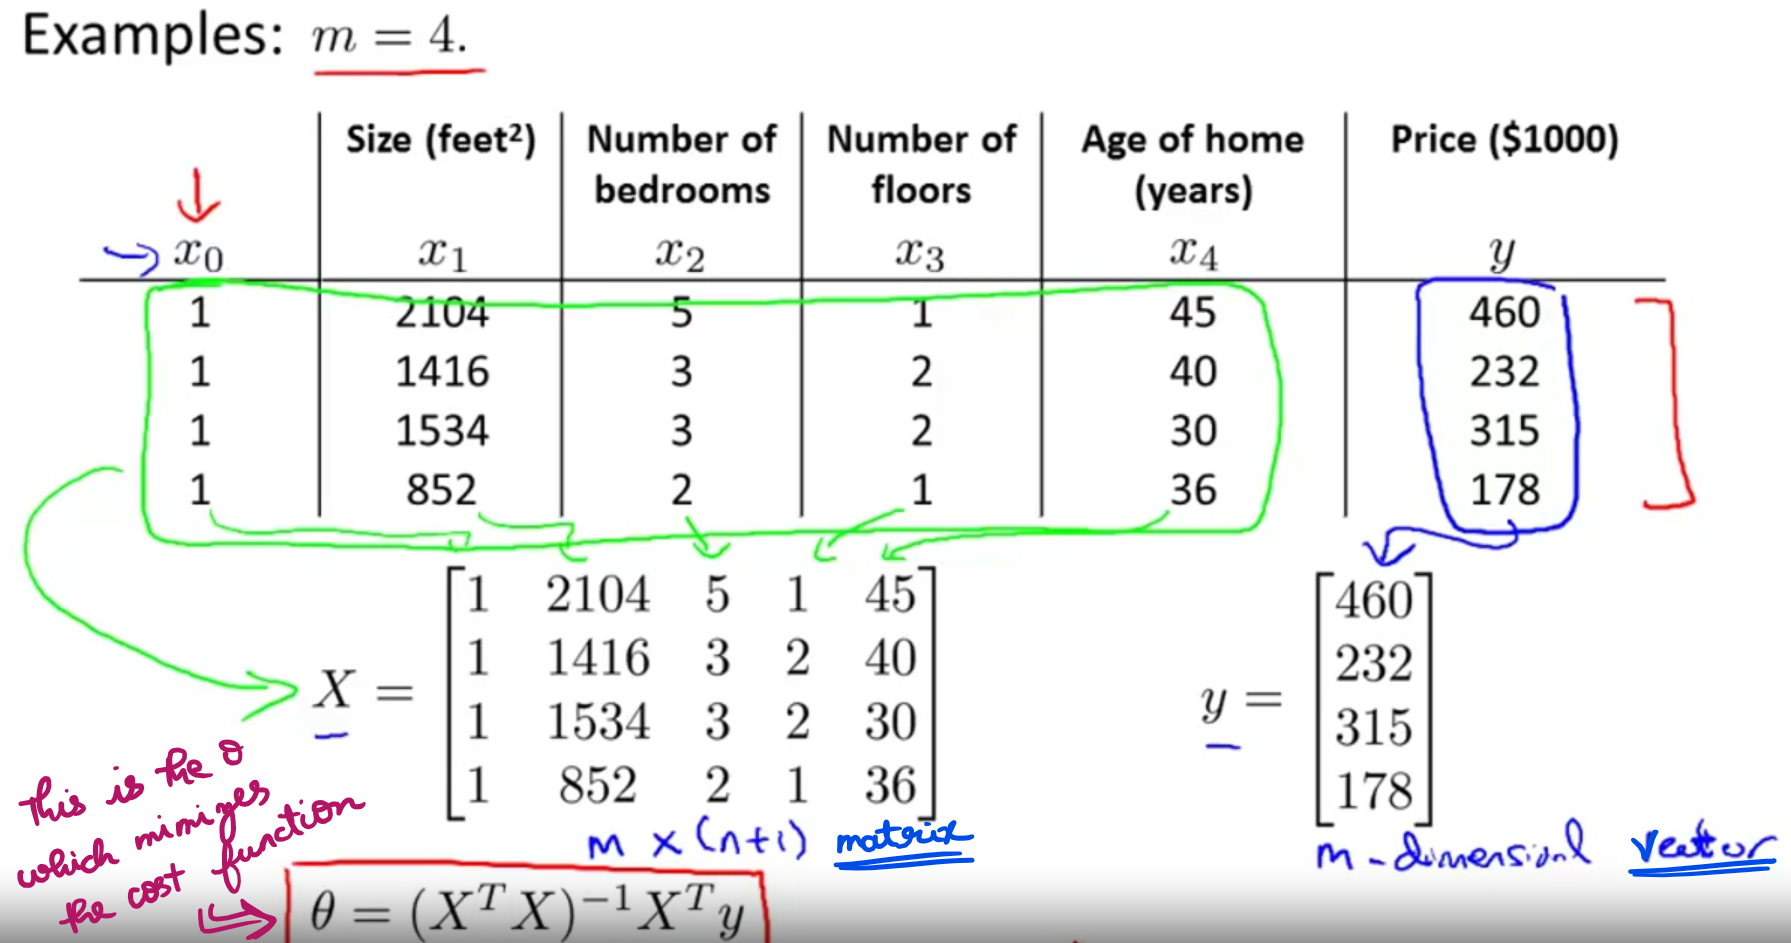 Examples: m = 4.
Size (feet²) Number of bedrooms Number of floors Age of home (years) Price ($1000)
x₀ x₁ x₂ x₃ x₄ y
1 2104 5 1 45 460
1 1416 3 2 40 232
1 1534 3 2 30 315
1 852 2 1 36 178
X = [1 2104 5 1 45
1 1416 3 2 40
1 1534 3 2 30
1 852 2 1 36]
y = [460
232
315
178]
m x (n+1) matrix
m - dimensional vector
This is the θ
which mimizes
the cost function
θ = (XᵀX)⁻¹Xᵀy